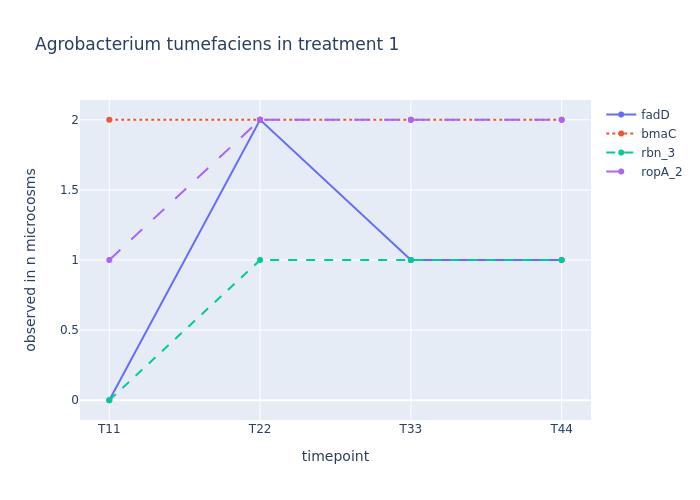 Agrobacterium tumefaciens in treatment 1
observed in n microcosms
2
1.5
1
0.5
0
T11
T22
T33
T44
timepoint
fadD
bmaC
rbn_3
ropA_2